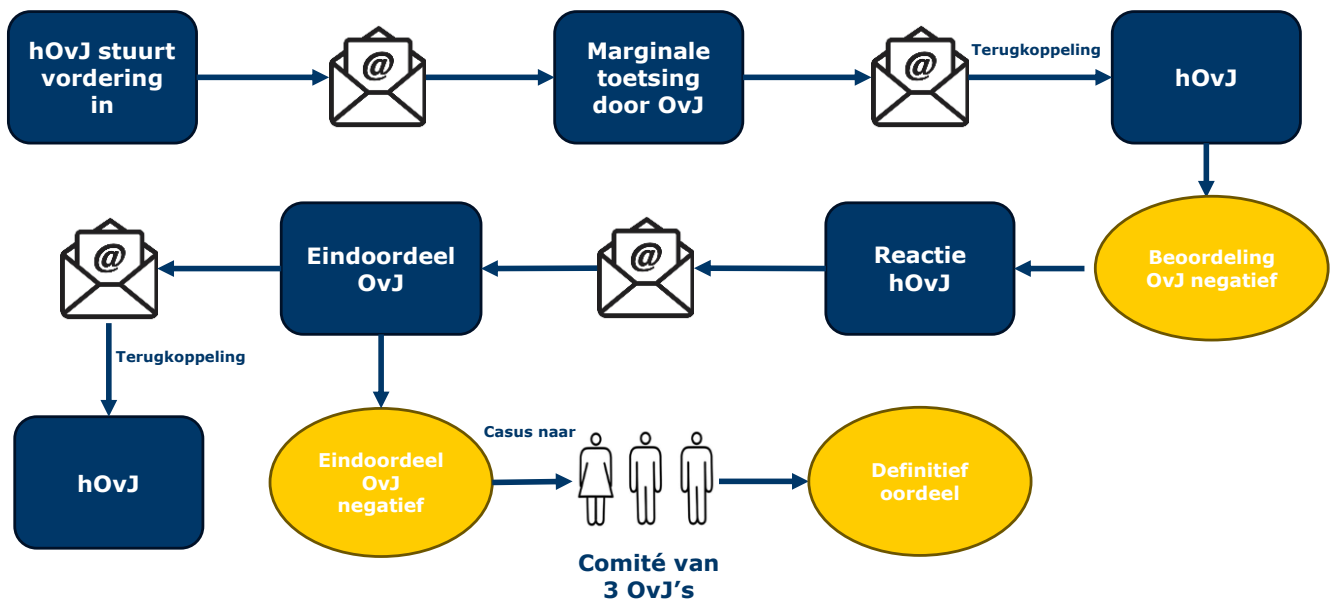 hOvJ stuurt
vordering
in
@
Marginale
toetsing
door OvJ
@
Terugkoppeling
hOvJ
Beoordeling
OvJ negatief
Reactie
hOvJ
@
Eindoordeel
OvJ
@
Terugkoppeling
hOvJ
Eindoordeel
OvJ
negatief
Casus naar
Comité van
3 OvJ’s
Definitief
oordeel